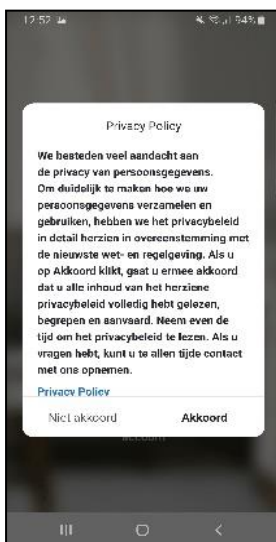 12:52
94%
Privacy Policy
We besteden veel aandacht aan
de privacy van persoonsgegevens.
Om duidelijk te maken hoe we uw
persoonsgegevens verzamelen en
gebruiken, hebben we het privacybeleid
in detail herzien in overeenstemming met
de nieuwste wet- en regelgeving. Als u
op Akkoord klikt, gaat u ermee akkoord
dat u alle inhoud van het herziene
privacybeleid volledig hebt gelezen,
begrepen en aanvaard. Neem even de
tijd om het privacybeleid te lezen. Als u
vragen hebt, kunt u te allen tijde contact
met ons opnemen.
Privacy Policy
Niet akkoord Akkoord
account